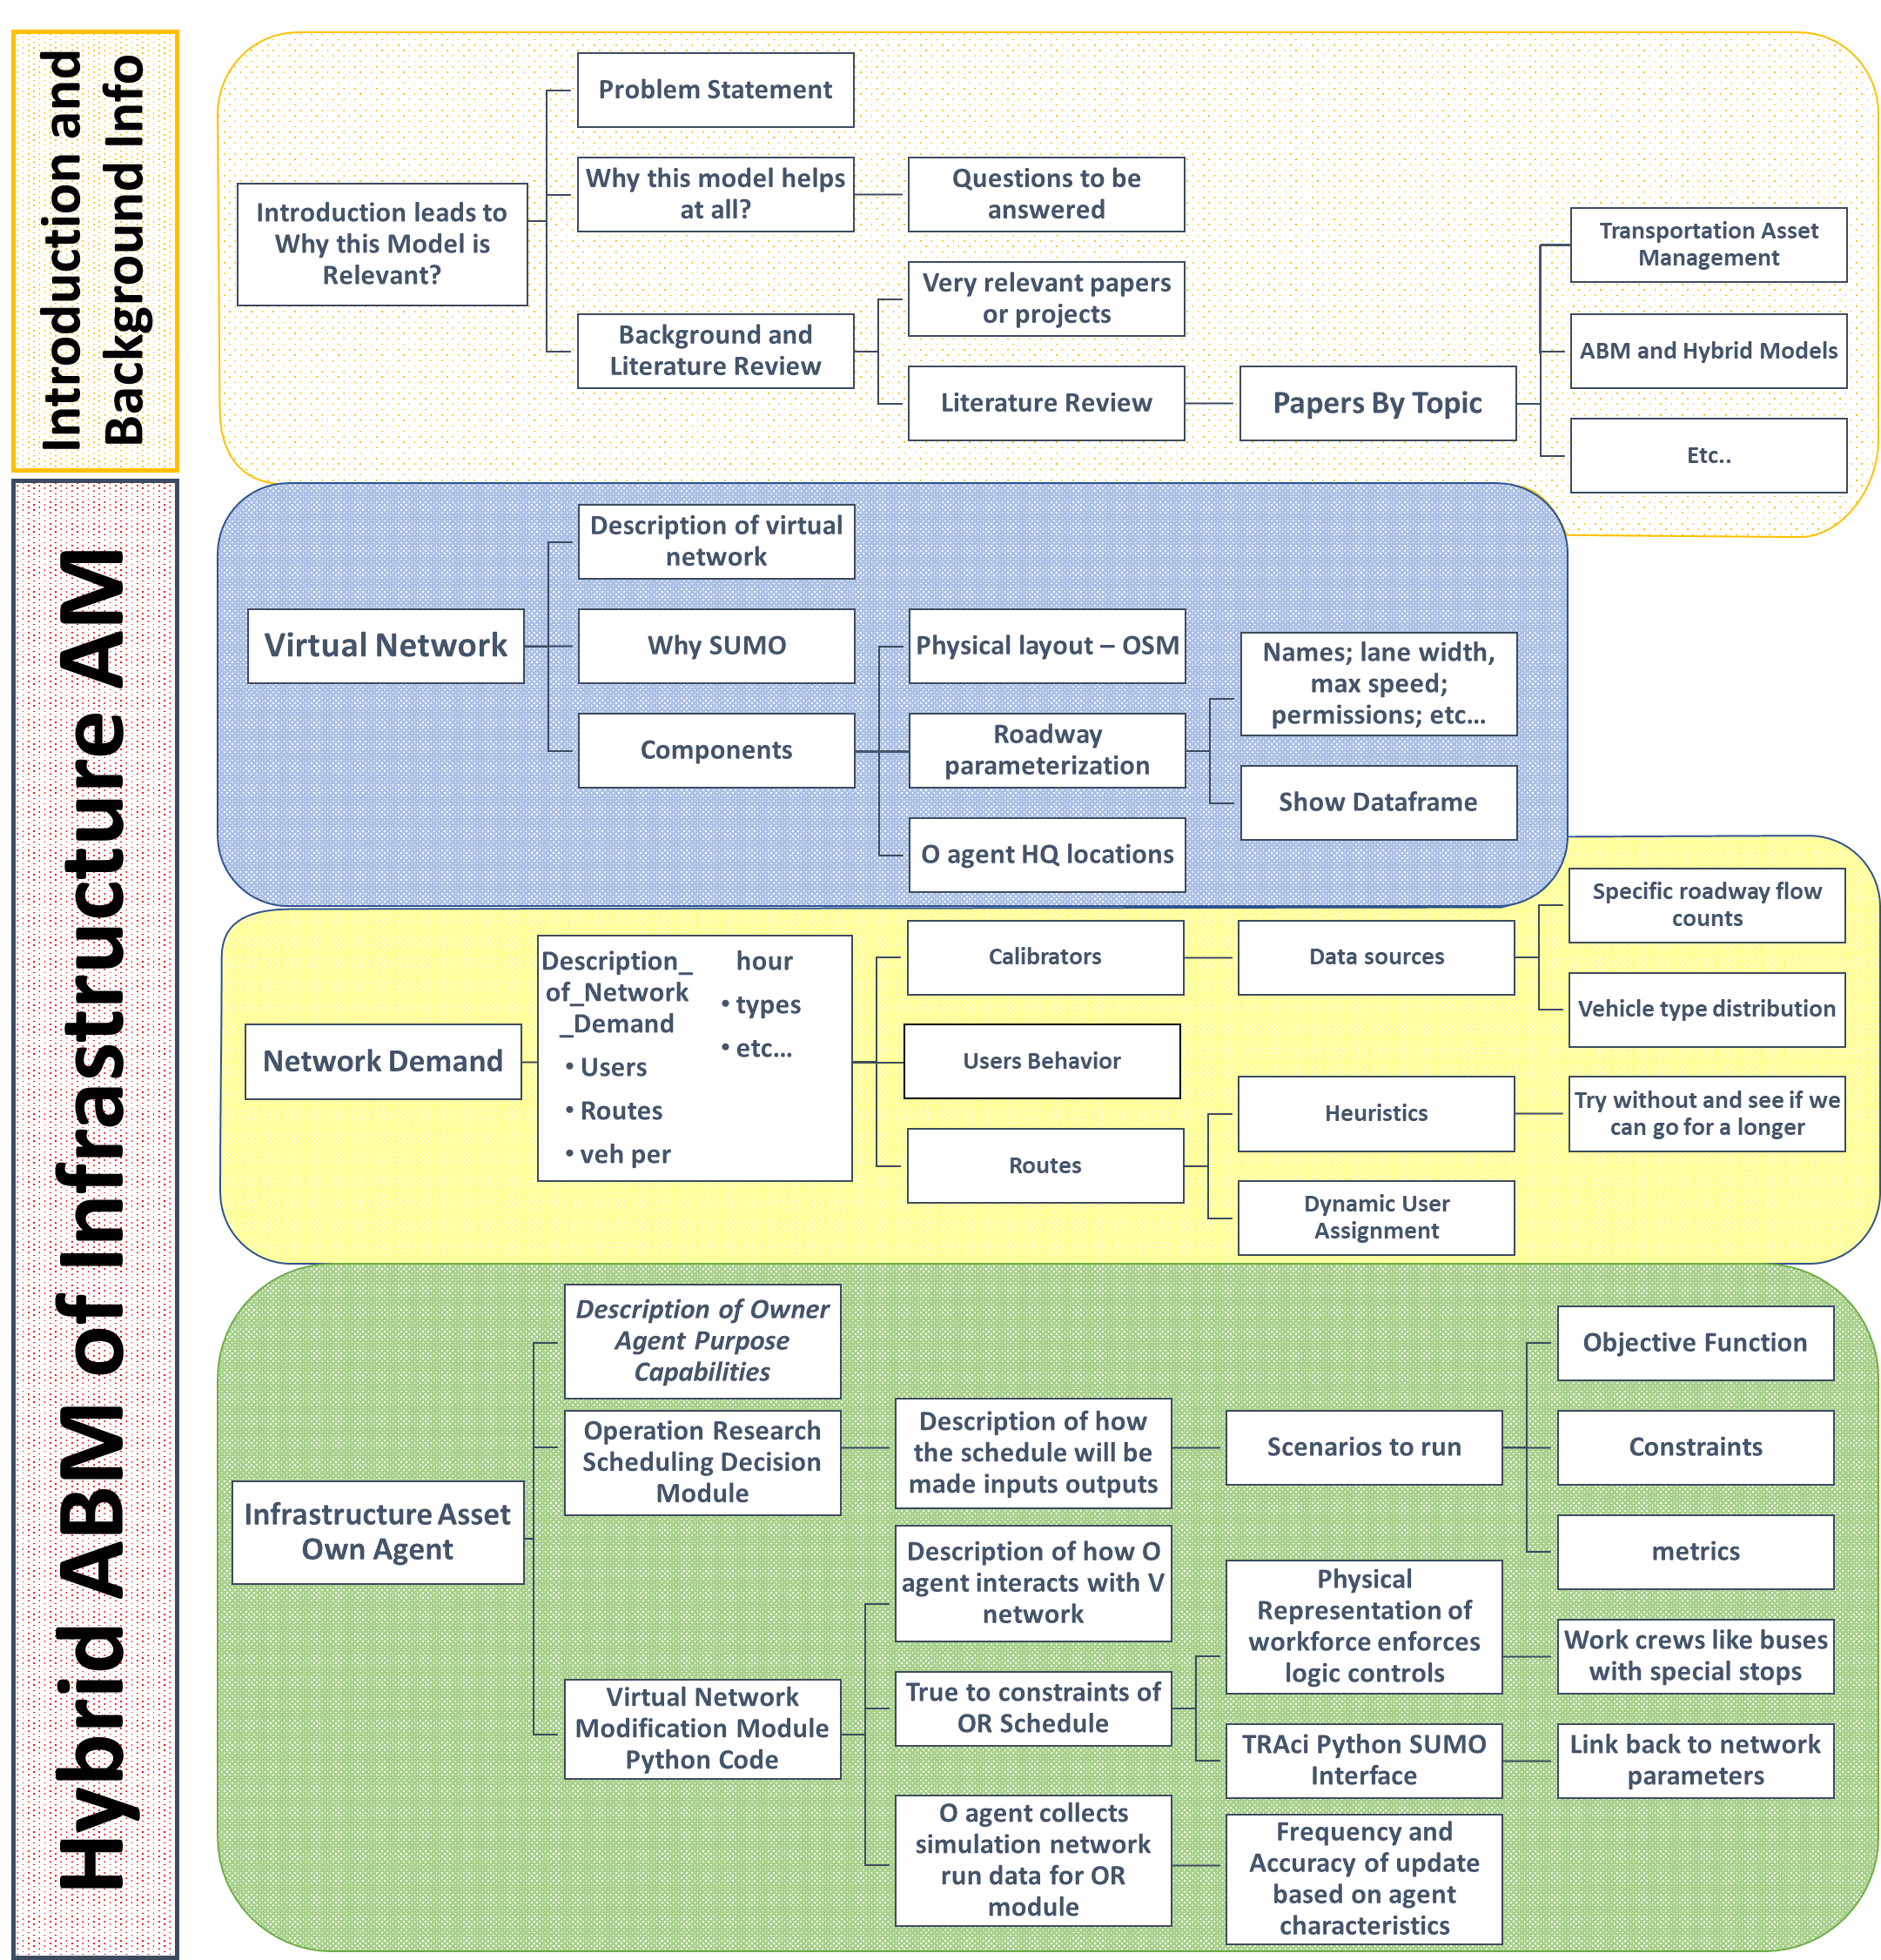 Introduction and
Background Info
Problem Statement
Why this model helps
at all?
Questions to be
answered
Introduction leads to
Why this Model is
Relevant?
Very relevant papers
or projects
Background and
Literature Review
Literature Review
Papers By Topic
Transportation Asset
Management
ABM and Hybrid Models
Etc..
Hybrid ABM of Infrastructure AM
Description of virtual
network
Virtual Network
Why SUMO
Components
Physical layout – OSM
Roadway
parameterization
O agent HQ locations
Names; lane width,
max speed;
permissions; etc...
Show Dataframe
Network Demand
Description_
of_Network
_Demand
• Users
• Routes
• veh per
hour
• types
• etc...
Calibrators
Users Behavior
Routes
Data sources
Specific roadway flow
counts
Vehicle type distribution
Heuristics
Try without and see if we
can go for a longer
Dynamic User
Assignment
Infrastructure Asset
Own Agent
Description of Owner
Agent Purpose
Capabilities
Operation Research
Scheduling Decision
Module
Description of how
the schedule will be
made inputs outputs
Scenarios to run
Objective Function
Constraints
metrics
Virtual Network
Modification Module
Python Code
Description of how O
agent interacts with V
network
True to constraints of
OR Schedule
Physical
Representation of
workforce enforces
logic controls
Work crews like buses
with special stops
TRAci Python SUMO
Interface
Link back to network
parameters
O agent collects
simulation network
run data for OR
module
Frequency and
Accuracy of update
based on agent
characteristics